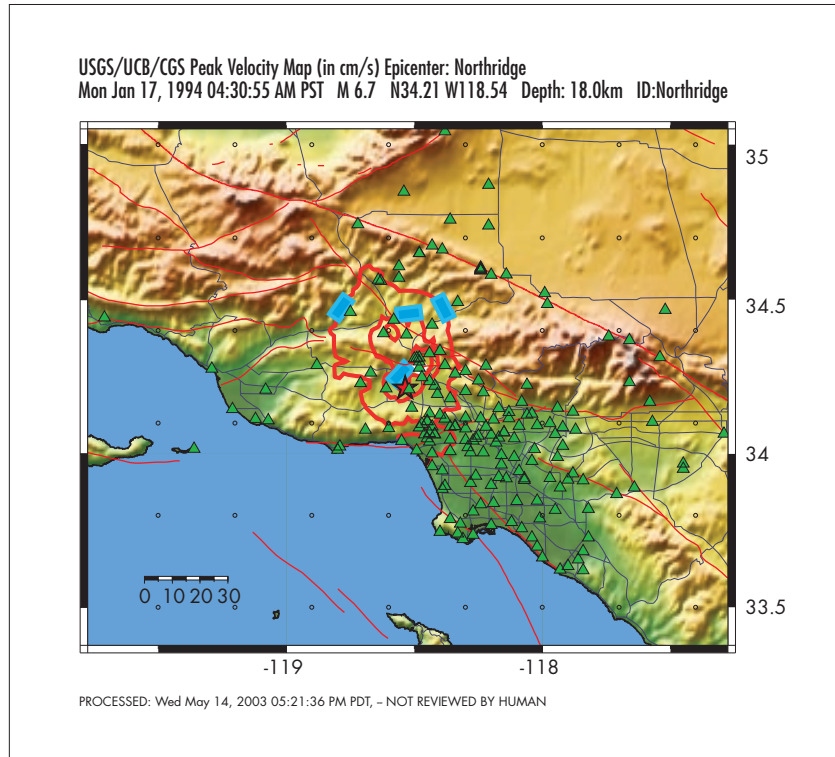 USGS/UCB/CGS Peak Velocity Map (in cm/s) Epicenter: Northridge
Mon Jan 17, 1994 04:30:55 AM PST M 6.7 N34.21 W118.54 Depth: 18.0km ID:Northridge
35
34.5
34
33.5
0 10 20 30
-119 -118
PROCESSED: Wed May 14, 2003 05:21:36 PM PDT, – NOT REVIEWED BY HUMAN